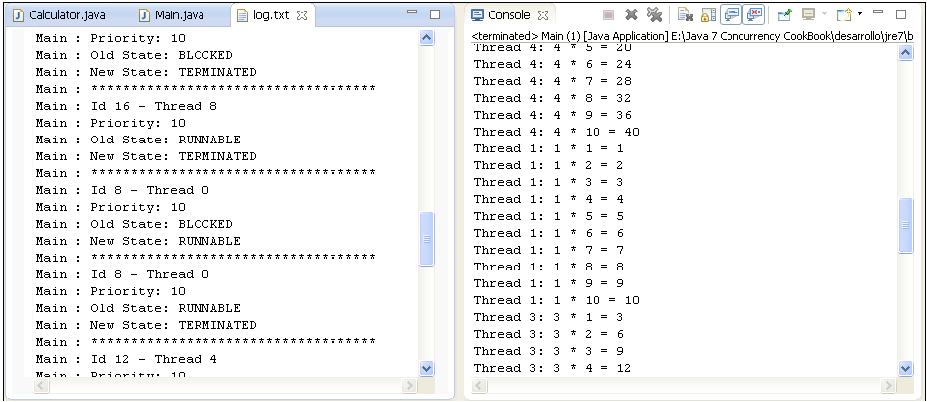 Calculator.java
Main.java
log.txt
Main : Priority: 10
Main : Old State: BLOCKED
Main : New State: TERMINATED
Main : ************************************
Main : Id 16 - Thread 8
Main : Priority: 10
Main : Old State: RUNNABLE
Main : New State: TERMINATED
Main : ************************************
Main : Id 8 - Thread 0
Main : Priority: 10
Main : Old State: BLOCKED
Main : New State: RUNNABLE
Main : ************************************
Main : Id 8 - Thread 0
Main : Priority: 10
Main : Old State: RUNNABLE
Main : New State: TERMINATED
Main : ************************************
Main : Id 12 - Thread 4
Main : Priority: 10
Console
<terminated> Main (1) [Java Application] E:\Java 7 Concurrency CookBook\desarrollo\jre7\b
Thread 4: 4 * 5 = 20
Thread 4: 4 * 6 = 24
Thread 4: 4 * 7 = 28
Thread 4: 4 * 8 = 32
Thread 4: 4 * 9 = 36
Thread 4: 4 * 10 = 40
Thread 1: 1 * 1 = 1
Thread 1: 1 * 2 = 2
Thread 1: 1 * 3 = 3
Thread 1: 1 * 4 = 4
Thread 1: 1 * 5 = 5
Thread 1: 1 * 6 = 6
Thread 1: 1 * 7 = 7
Thread 1: 1 * 8 = 8
Thread 1: 1 * 9 = 9
Thread 1: 1 * 10 = 10
Thread 3: 3 * 1 = 3
Thread 3: 3 * 2 = 6
Thread 3: 3 * 3 = 9
Thread 3: 3 * 4 = 12